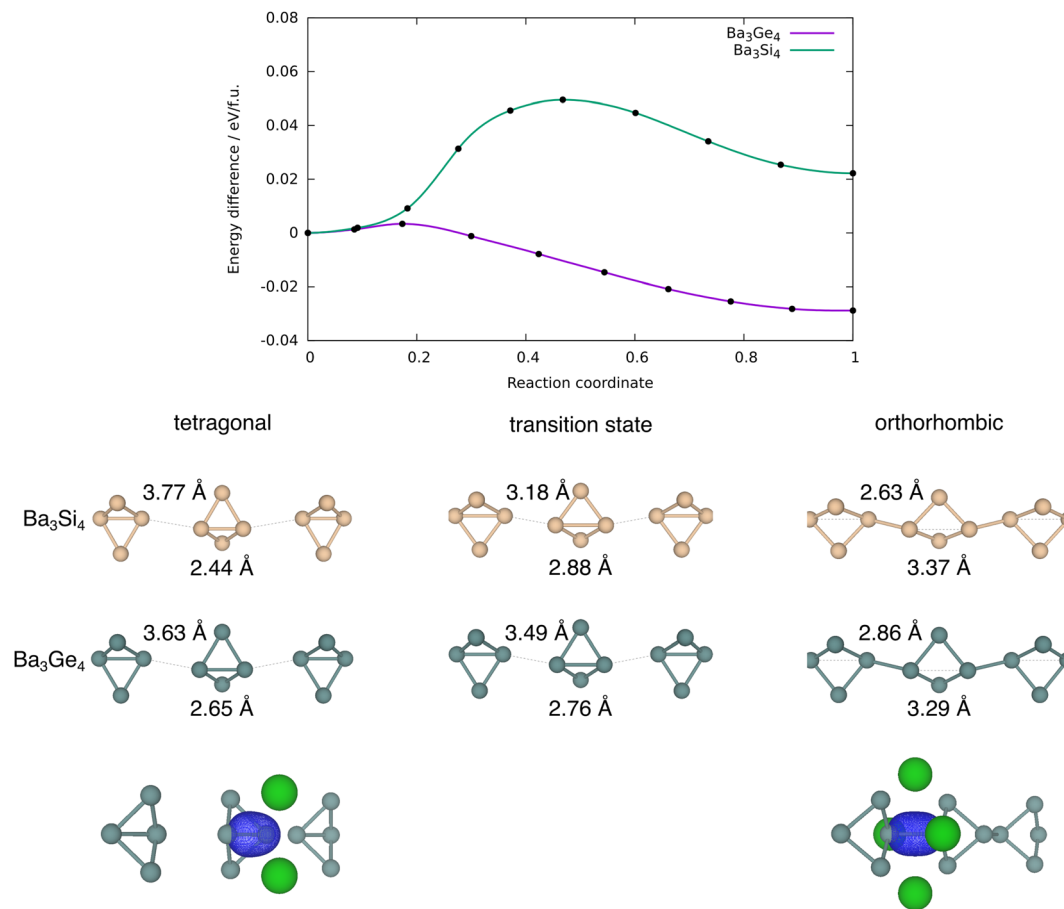 0.08
0.06
0.04
0.02
0
-0.02
-0.04
Energy difference / eV/f.u.
Ba₃Ge₄
Ba₃Si₄
0 0.2 0.4 0.6 0.8 1
Reaction coordinate
tetragonal transition state orthorhombic
3.77 Å 3.18 Å 2.63 Å
Ba₃Si₄
2.44 Å 2.88 Å 3.37 Å
3.63 Å 3.49 Å 2.86 Å
Ba₃Ge₄
2.65 Å 2.76 Å 3.29 Å